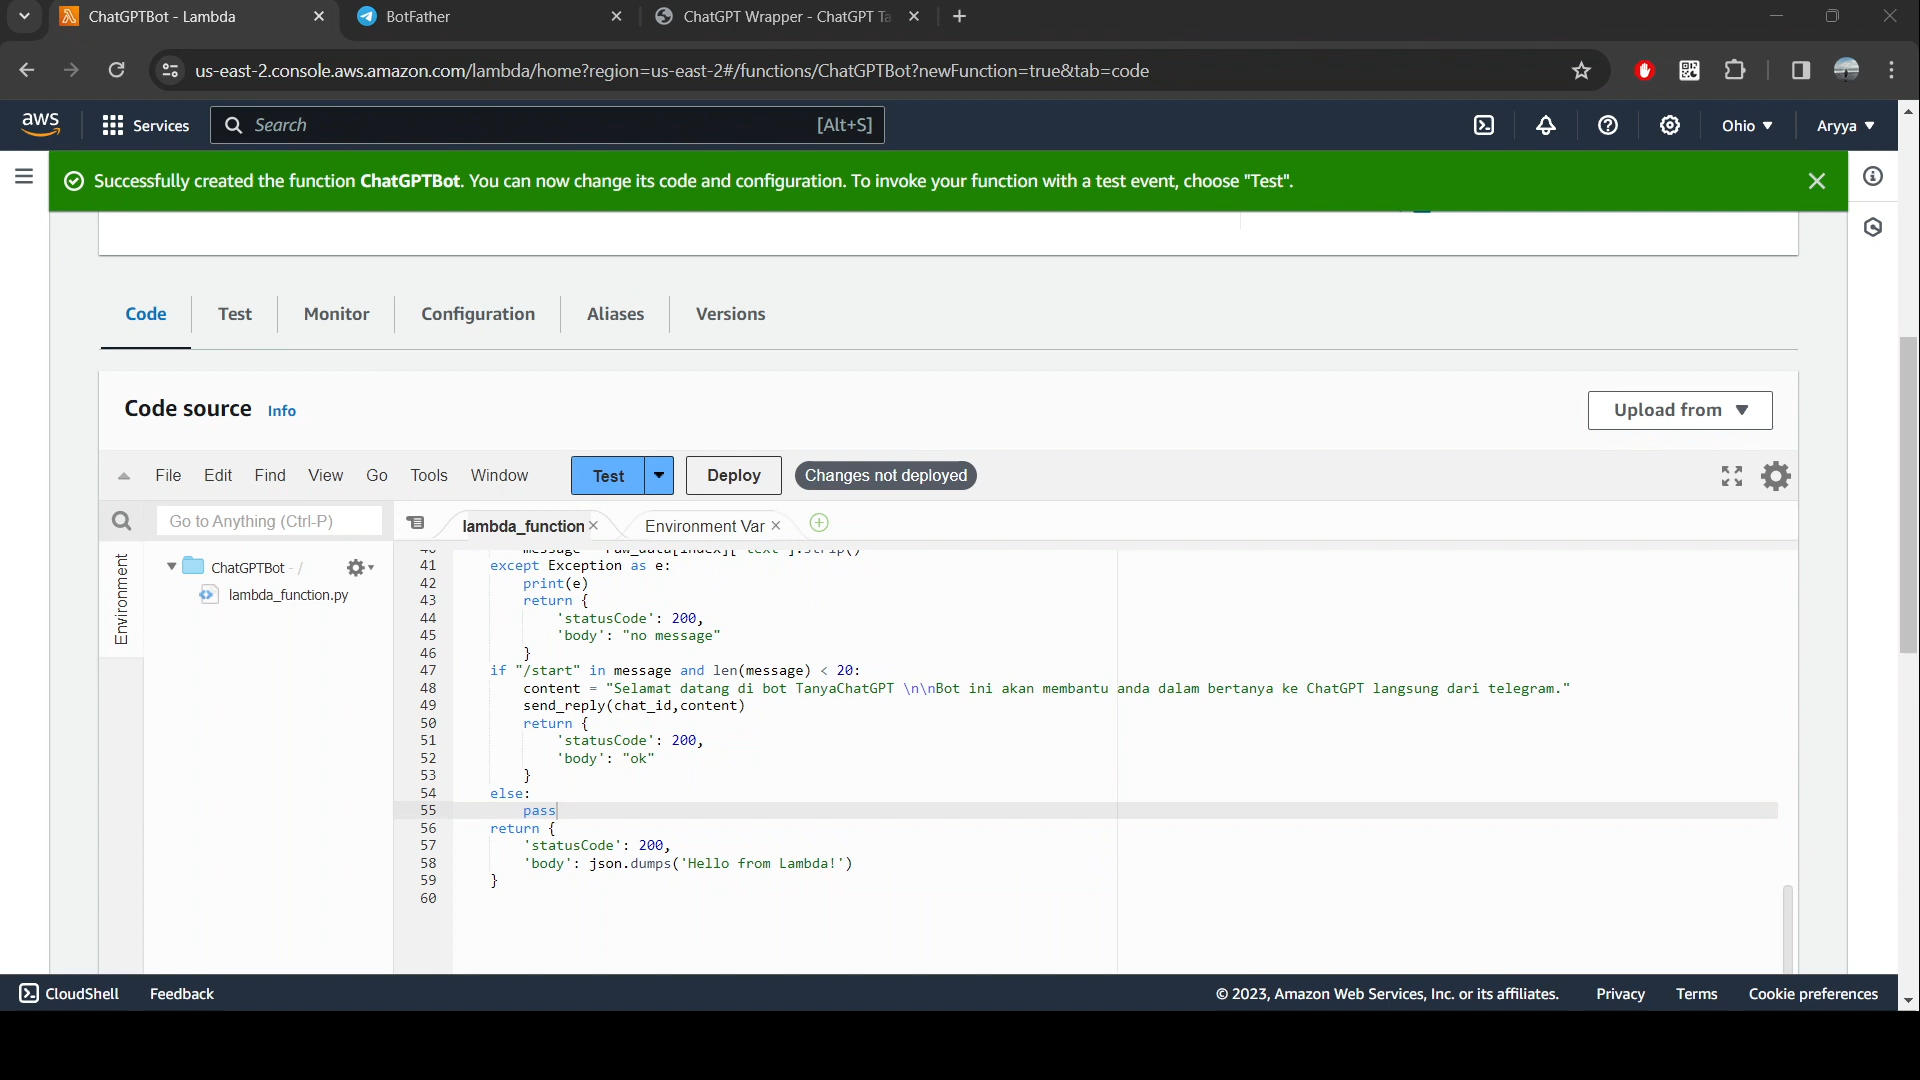 ChatGPTBot - Lambda
BotFather
ChatGPT Wrapper - ChatGPT Ta
us-east-2.console.aws.amazon.com/lambda/home?region=us-east-2#/functions/ChatGPTBot?newFunction=true&tab=code
aws
Services
Search
[Alt+S]
Ohio
Aryya
Successfully created the function ChatGPTBot. You can now change its code and configuration. To invoke your function with a test event, choose "Test".
Code
Test
Monitor
Configuration
Aliases
Versions
Code source Info
Upload from
File
Edit
Find
View
Go
Tools
Window
Test
Deploy
Changes not deployed
Go to Anything (Ctrl-P)
lambda_function
Environment Var
Environment
ChatGPTBot - /
lambda_function.py
41 except Exception as e:
42 print(e)
43 return {
44 'statusCode': 200,
45 'body': "no message"
46 }
47 if "/start" in message and len(message) < 20:
48 content = "Selamat datang di bot TanyaChatGPT \n\nBot ini akan membantu anda dalam bertanya ke ChatGPT langsung dari telegram."
49 send_reply(chat_id,content)
50 return {
51 'statusCode': 200,
52 'body': "ok"
53 }
54 else:
55 pass
56 return {
57 'statusCode': 200,
58 'body': json.dumps('Hello from Lambda!')
59 }
60
CloudShell
Feedback
© 2023, Amazon Web Services, Inc. or its affiliates.
Privacy
Terms
Cookie preferences